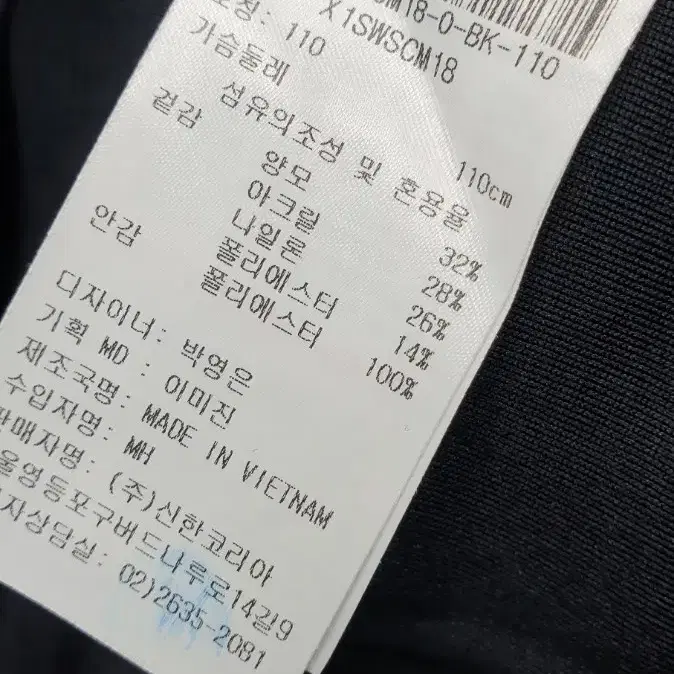 M18-0-BK-110
X1SWSCM18
호칭: 110
가슴둘레 110cm
섬유의조성 및 혼용율
겉감 양모 32%
아크릴 28%
나일론 26%
폴리에스터 14%
안감 폴리에스터 100%
디자이너: 박영은
기획 MD : 이미진
제조국명: MADE IN VIETNAM
수입자명: MH
판매자명: (주)신한코리아
울영등포구버드나루로14길9
자상담실: 02)2635-2081